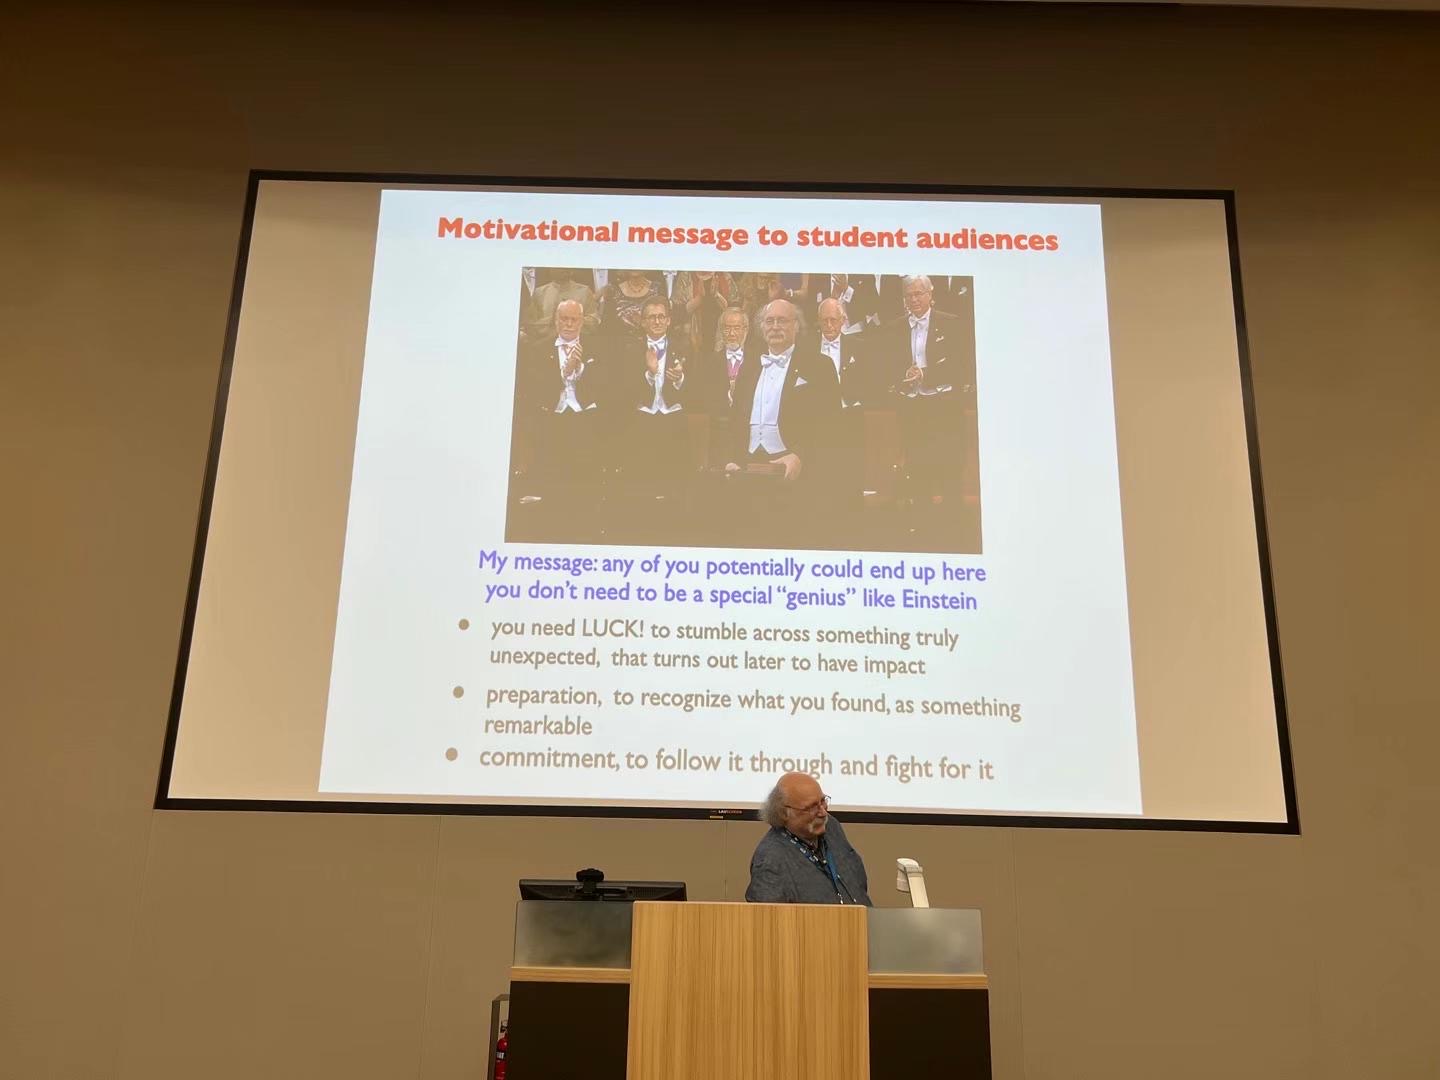 Motivational message to student audiences
My message: any of you potentially could end up here
you don't need to be a special “genius” like Einstein
• you need LUCK! to stumble across something truly
unexpected, that turns out later to have impact
• preparation, to recognize what you found, as something
remarkable
• commitment, to follow it through and fight for it